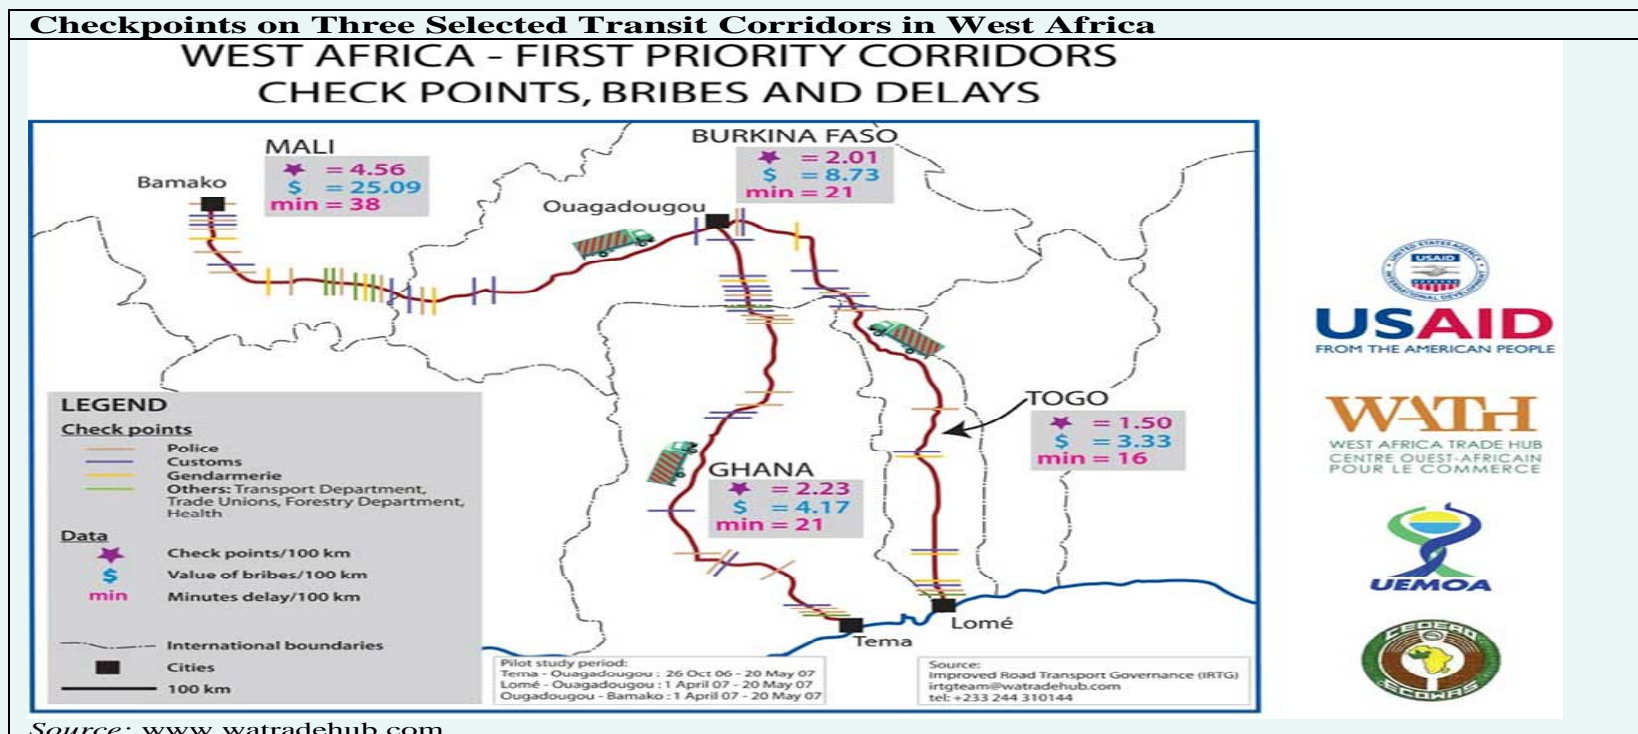 Checkpoints on Three Selected Transit Corridors in West Africa
WEST AFRICA - FIRST PRIORITY CORRIDORS
CHECK POINTS, BRIBES AND DELAYS
MALI
★ = 4.56
$ = 25.09
min = 38
Bamako
BURKINA FASO
★ = 2.01
$ = 8.73
min = 21
Ouagadougou
TOGO
★ = 1.50
$ = 3.33
min = 16
GHANA
★ = 2.23
$ = 4.17
min = 21
LEGEND
Check points
Police
Customs
Gendarmerie
Others: Transport Department,
Trade Unions, Forestry Department,
Health
Data
★ Check points/100 km
$ Value of bribes/100 km
min Minutes delay/100 km
International boundaries
Cities
100 km
Tema
Lomé
Pilot study period:
Tema - Ouagadougou : 26 Oct 06 - 20 May 07
Lomé - Ouagadougou : 1 April 07 - 20 May 07
Ougadougou - Bamako : 1 April 07 - 20 May 07
Source:
Improved Road Transport Governance (IRTG)
irtgteam@watradehub.com
tel: +233 244 310144
UNITED STATES AGENCY
USAID
INTERNATIONAL DEVELOPMENT
USAID
FROM THE AMERICAN PEOPLE
WATH
WEST AFRICA TRADE HUB
CENTRE OUEST-AFRICAIN
POUR LE COMMERCE
UEMOA
CEDEAO
ECOWAS
Source: www.watradehub.com